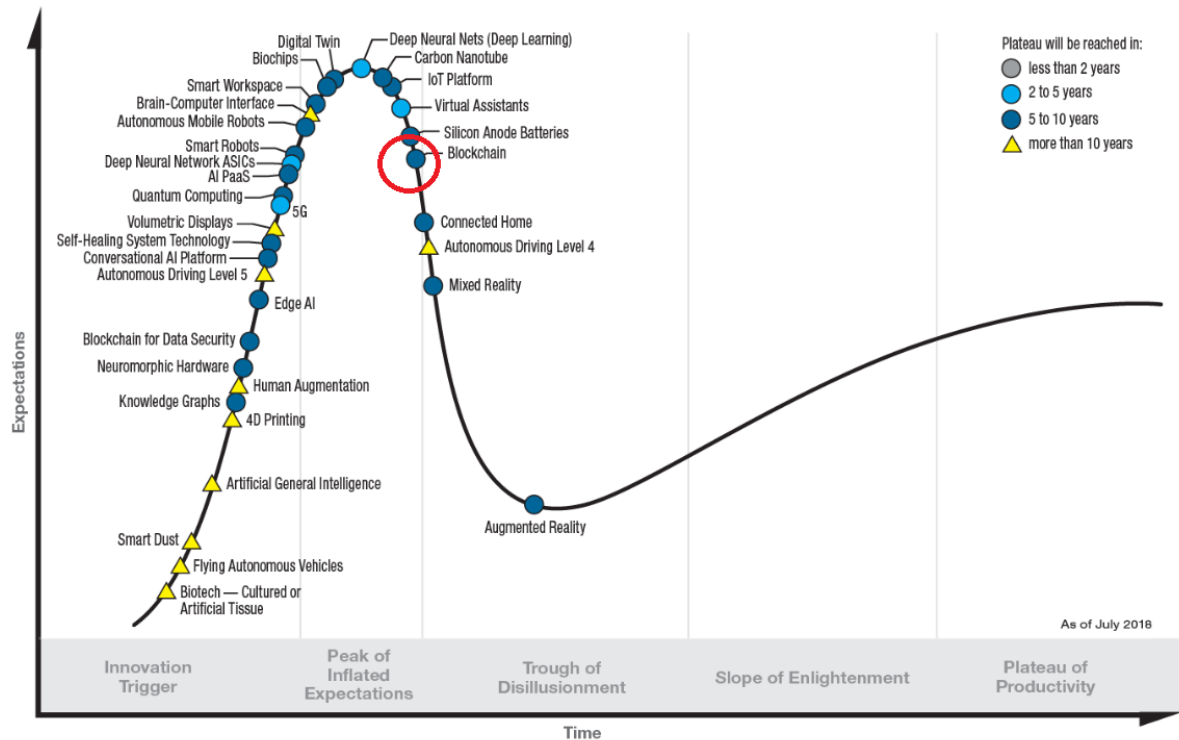 Digital Twin
Biochips
Smart Workspace
Brain-Computer Interface
Autonomous Mobile Robots
Smart Robots
Deep Neural Network ASICs
AI PaaS
Quantum Computing
5G
Volumetric Displays
Self-Healing System Technology
Conversational AI Platform
Autonomous Driving Level 5
Edge AI
Blockchain for Data Security
Neuromorphic Hardware
Human Augmentation
Knowledge Graphs
4D Printing
Artificial General Intelligence
Smart Dust
Flying Autonomous Vehicles
Biotech — Cultured or
Artificial Tissue
Deep Neural Nets (Deep Learning)
Carbon Nanotube
IoT Platform
Virtual Assistants
Silicon Anode Batteries
Blockchain
Connected Home
Autonomous Driving Level 4
Mixed Reality
Augmented Reality
Plateau will be reached in:
less than 2 years
2 to 5 years
5 to 10 years
more than 10 years
As of July 2018
Expectations
Innovation
Trigger
Peak of
Inflated
Expectations
Trough of
Disillusionment
Slope of Enlightenment
Plateau of
Productivity
Time